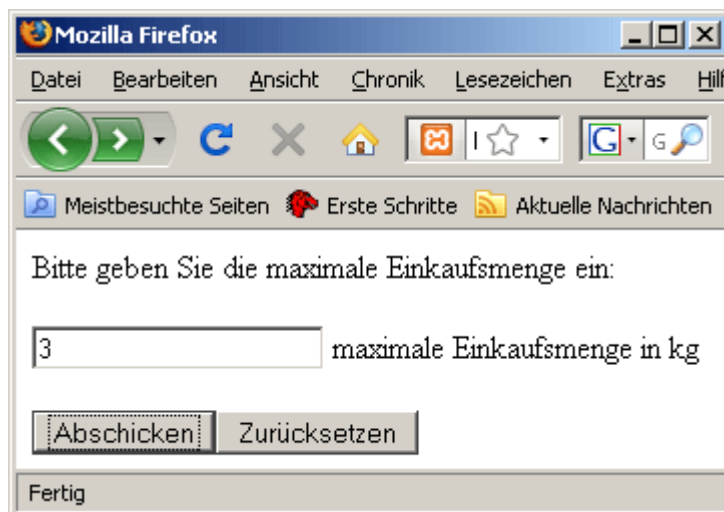 Mozilla Firefox
Datei Bearbeiten Ansicht Chronik Lesezeichen Extras Hilf
G G
Meistbesuchte Seiten Erste Schritte Aktuelle Nachrichten
Bitte geben Sie die maximale Einkaufsmenge ein:
3 maximale Einkaufsmenge in kg
Abschicken Zurücksetzen
Fertig